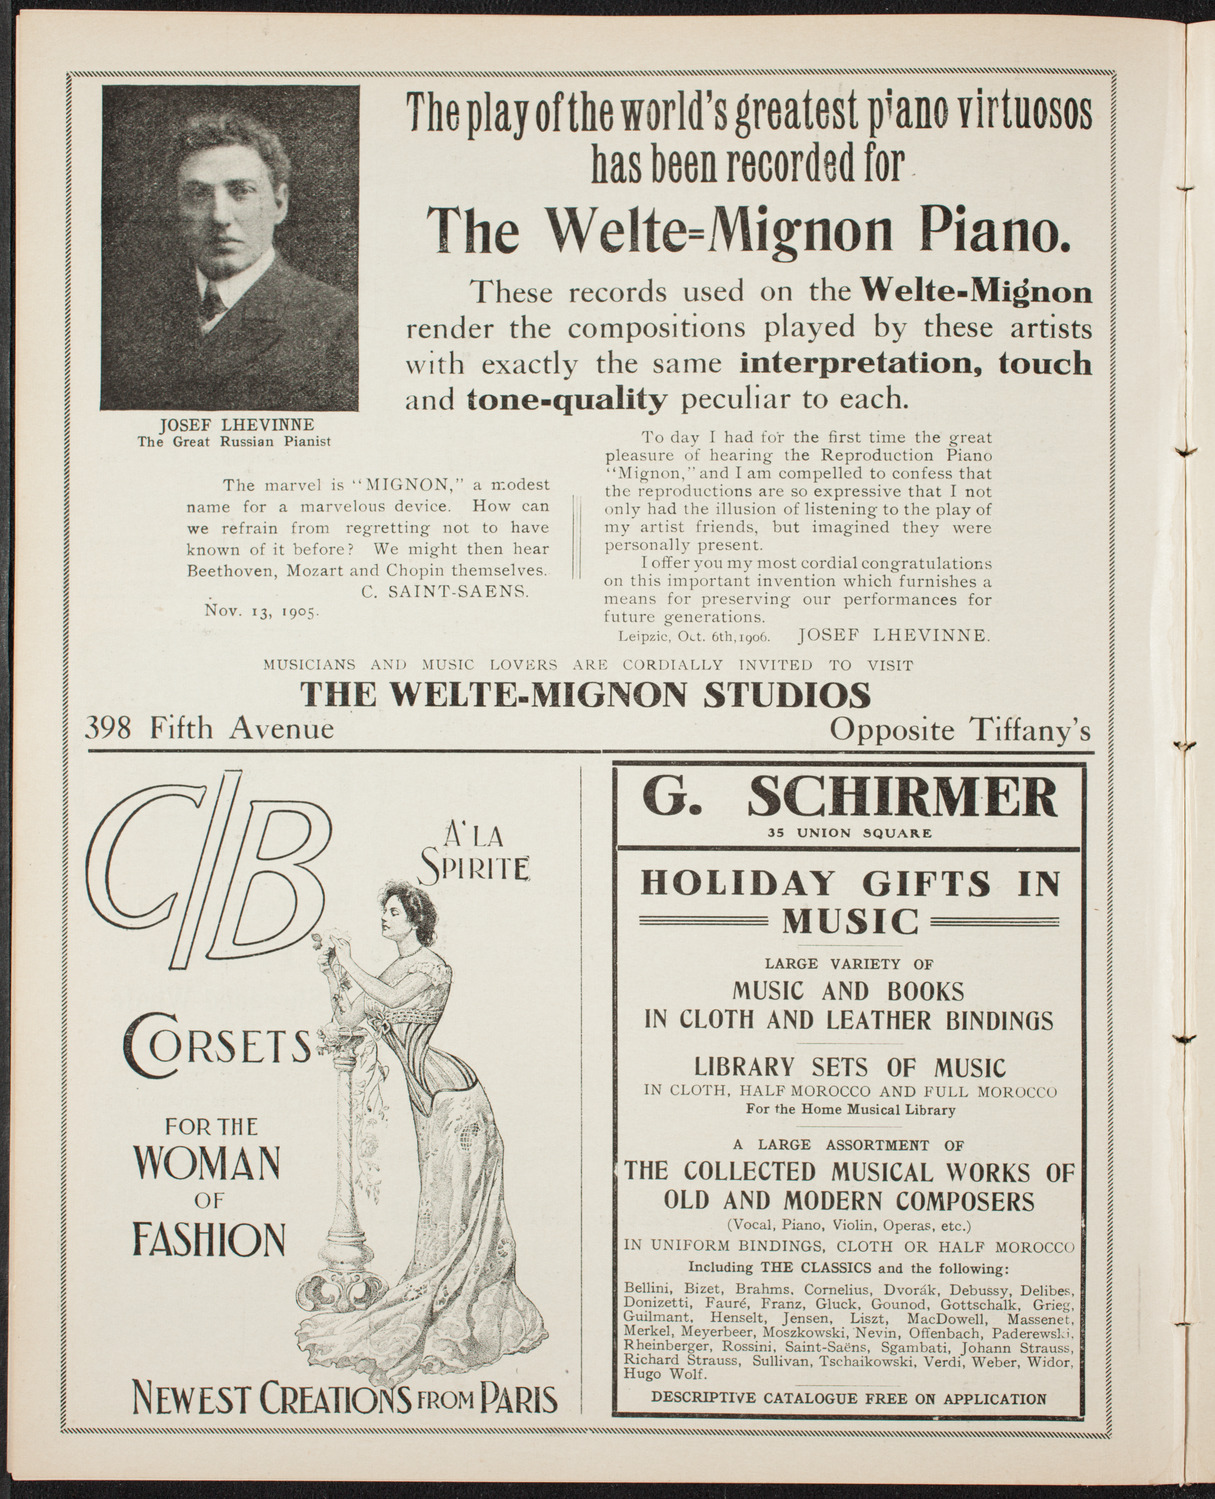 The play of the world's greatest piano virtuosos
has been recorded for
The Welte=Mignon Piano.
These records used on the Welte-Mignon
render the compositions played by these artists
with exactly the same interpretation, touch
and tone-quality peculiar to each.
JOSEF LHEVINNE
The Great Russian Pianist
The marvel is "MIGNON," a modest
name for a marvelous device. How can
we refrain from regretting not to have
known of it before? We might then hear
Beethoven, Mozart and Chopin themselves.
C. SAINT-SAENS.
Nov. 13, 1905.
To day I had for the first time the great
pleasure of hearing the Reproduction Piano
"Mignon," and I am compelled to confess that
the reproductions are so expressive that I not
only had the illusion of listening to the play of
my artist friends, but imagined they were
personally present.
I offer you my most cordial congratulations
on this important invention which furnishes a
means for preserving our performances for
future generations.
Leipzic, Oct. 6th, 1906. JOSEF LHEVINNE.
MUSICIANS AND MUSIC LOVERS ARE CORDIALLY INVITED TO VISIT
THE WELTE-MIGNON STUDIOS
398 Fifth Avenue Opposite Tiffany's
C/B
A' LA
SPIRITE
CORSETS
FOR THE
WOMAN
OF
FASHION
NEWEST CREATIONS FROM PARIS
G. SCHIRMER
35 UNION SQUARE
HOLIDAY GIFTS IN
MUSIC
LARGE VARIETY OF
MUSIC AND BOOKS
IN CLOTH AND LEATHER BINDINGS
LIBRARY SETS OF MUSIC
IN CLOTH, HALF MOROCCO AND FULL MOROCCO
For the Home Musical Library
A LARGE ASSORTMENT OF
THE COLLECTED MUSICAL WORKS OF
OLD AND MODERN COMPOSERS
(Vocal, Piano, Violin, Operas, etc.)
IN UNIFORM BINDINGS, CLOTH OR HALF MOROCCO
Including THE CLASSICS and the following:
Bellini, Bizet, Brahms, Cornelius, Dvorák, Debussy, Delibes,
Donizetti, Fauré, Franz, Gluck, Gounod, Gottschalk, Grieg,
Guilmant, Henselt, Jensen, Liszt, MacDowell, Massenet,
Merkel, Meyerbeer, Moszkowski, Nevin, Offenbach, Paderewski,
Rheinberger, Rossini, Saint-Saëns, Sgambati, Johann Strauss,
Richard Strauss, Sullivan, Tschaikowski, Verdi, Weber, Widor,
Hugo Wolf.
DESCRIPTIVE CATALOGUE FREE ON APPLICATION